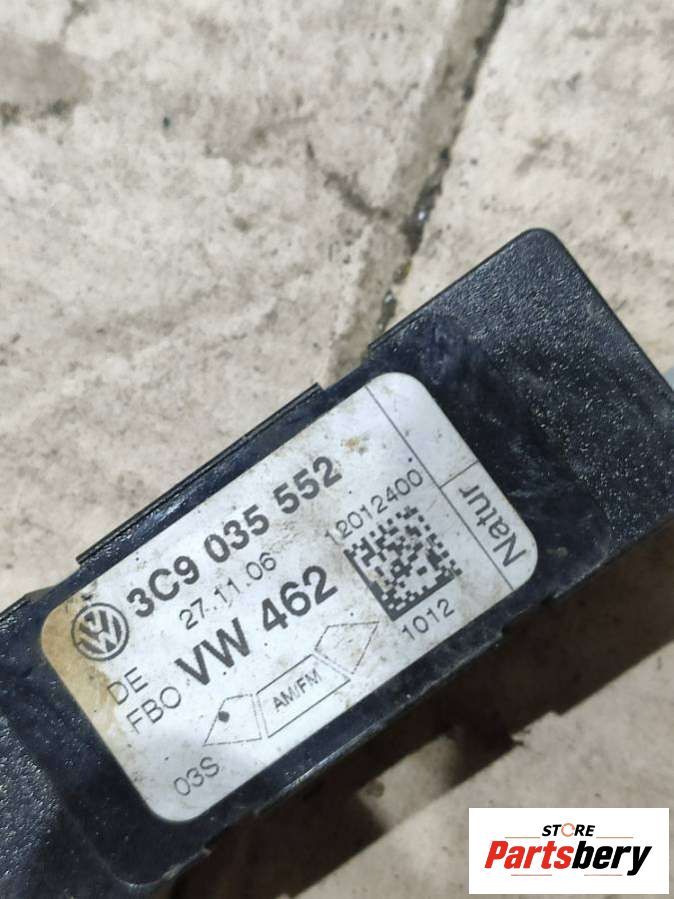 3C9 035 552
27.11.06
12012400
DE
FBO
VW 462
1012
Natur
AM/FM
03S
STORE
Partsbery